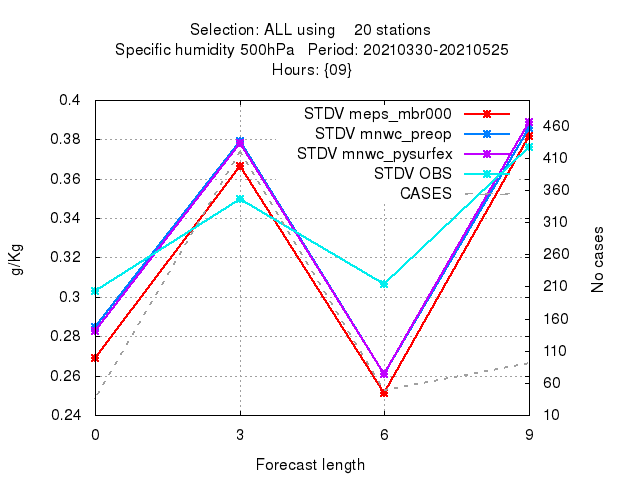 Selection: ALL using    20 stations
Specific humidity 500hPa   Period: 20210330-20210525
Hours: {09}
STDV meps_mbr000
STDV mnwc_preop
STDV mnwc_pysurfex
STDV OBS
CASES
g/Kg
0.4
0.38
0.36
0.34
0.32
0.3
0.28
0.26
0.24
460
410
360
310
260
210
160
110
60
10
No cases
0 3 6 9
Forecast length